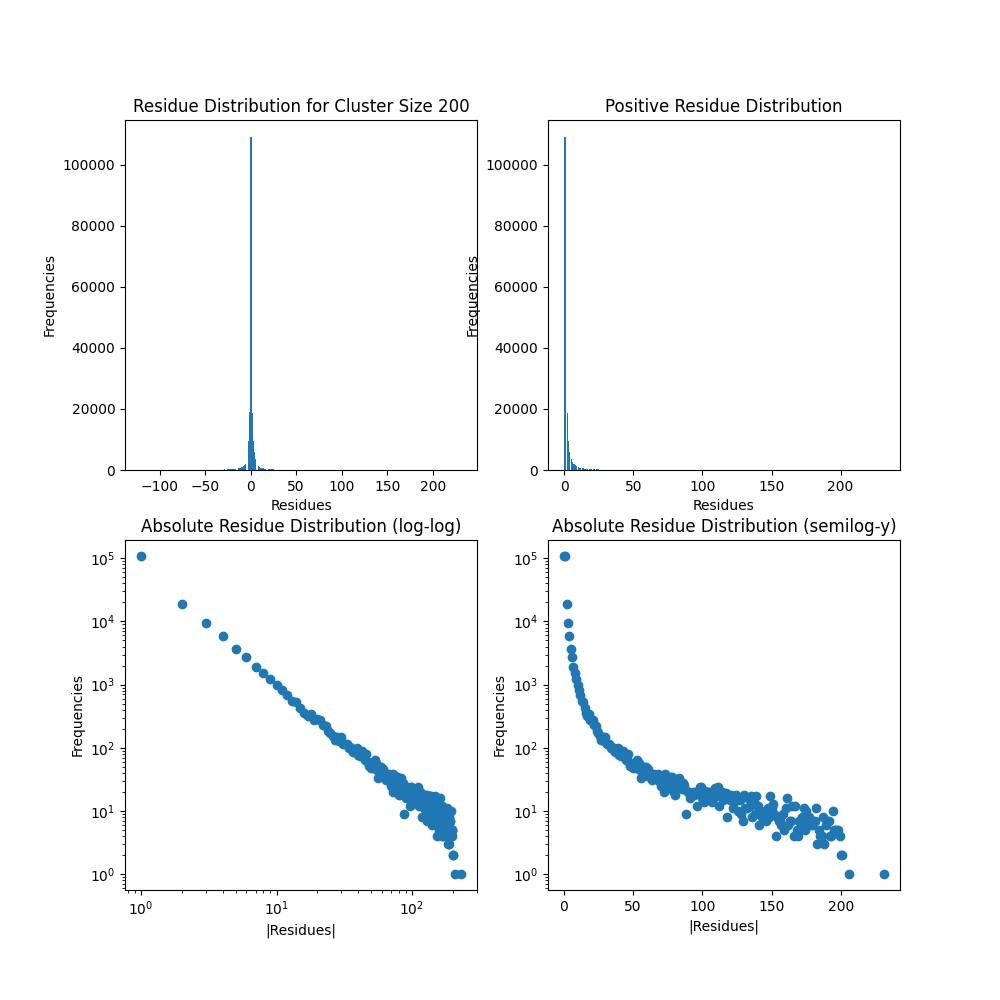 Residue Distribution for Cluster Size 200
Frequencies
100000
80000
60000
40000
20000
0
−100 −50 0 50 100 150 200
Residues
Positive Residue Distribution
Frequencies
100000
80000
60000
40000
20000
0
0 50 100 150 200
Residues
Absolute Residue Distribution (log-log)
Frequencies
10^5
10^4
10^3
10^2
10^1
10^0
10^0 10^1 10^2
|Residues|
Absolute Residue Distribution (semilog-y)
Frequencies
10^5
10^4
10^3
10^2
10^1
10^0
0 50 100 150 200
|Residues|